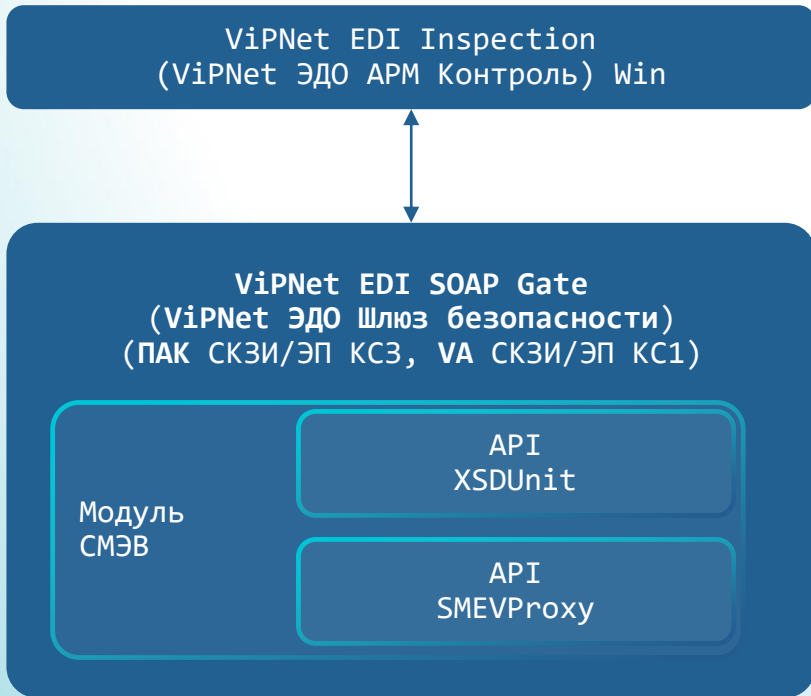 ViPNet EDI Inspection
(ViPNet ЭДО АРМ Контроль) Win
ViPNet EDI SOAP Gate
(ViPNet ЭДО Шлюз безопасности)
(ПАК СКЗИ/ЭП КС3, VA СКЗИ/ЭП КС1)
Модуль
СМЭВ
API
XSDUnit
API
SMEVProxy